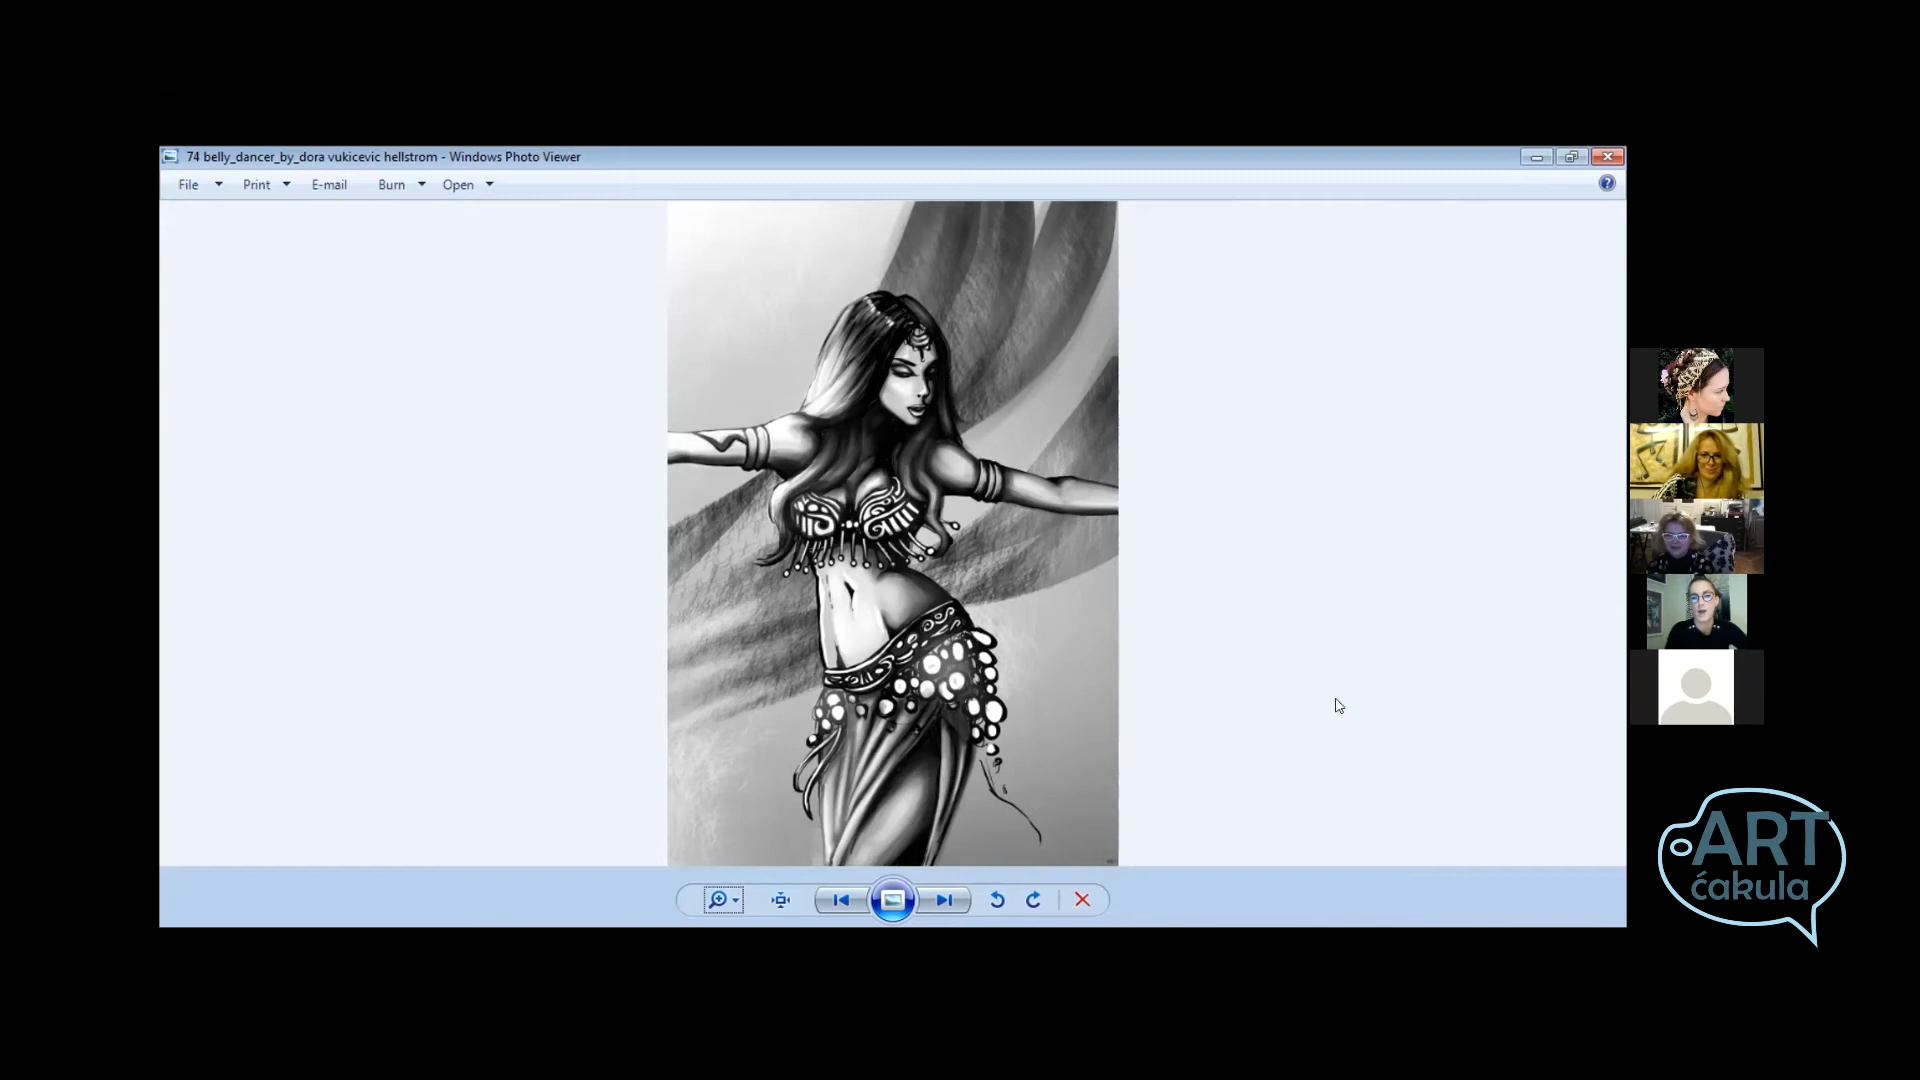 74 belly_dancer_by_dora vukicevic hellstrom - Windows Photo Viewer
File Print E-mail Burn Open
ART
ćakula